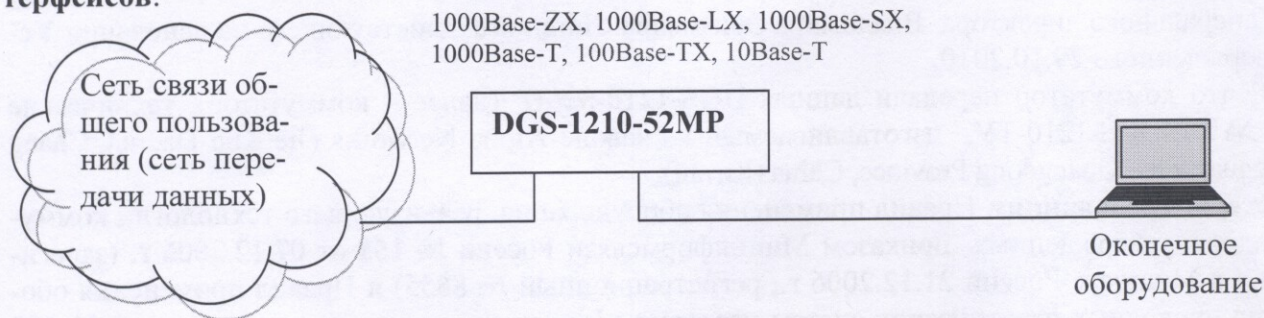 терфейсов:
1000Base-ZX, 1000Base-LX, 1000Base-SX,
1000Base-T, 100Base-TX, 10Base-T
Сеть связи об-
щего пользова-
ния (сеть пере-
дачи данных)
DGS-1210-52MP
Оконечное
оборудование